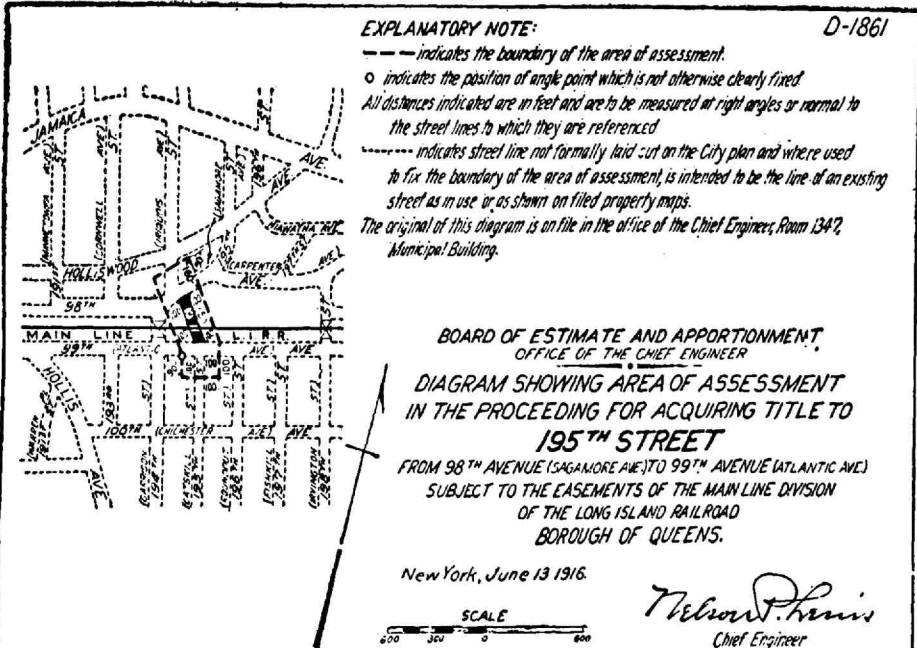 D-1861
EXPLANATORY NOTE:
indicates the boundary of the area of assessment.
indicates the position of angle point which is not otherwise clearly fixed
All distances indicated are in feet and are to be measured at right angles or normal to
the street lines to which they are referenced
indicates street line not formally laid out on the City plan and where used
to fix the boundary of the area of assessment, is intended to be the line of an existing
street as in use or as shown on filed property maps.
The original of this diagram is on file in the office of the Chief Engineer, Room 1347,
Municipal Building.
JAMAICA
AVE
HOLLISWOOD
AVE
CARPENTER
AVE
98TH
MAIN LINE L.I.R.R.
99TH (ATLANTIC AVE) AVE
HOLLIS
AVE
100TH (CHICHESTER AVE) AVE
BOARD OF ESTIMATE AND APPORTIONMENT
OFFICE OF THE CHIEF ENGINEER
DIAGRAM SHOWING AREA OF ASSESSMENT
IN THE PROCEEDING FOR ACQUIRING TITLE TO
195TH STREET
FROM 98TH AVENUE (SAGAMORE AVE) TO 99TH AVENUE (ATLANTIC AVE)
SUBJECT TO THE EASEMENTS OF THE MAIN LINE DIVISION
OF THE LONG ISLAND RAILROAD
BOROUGH OF QUEENS.
New York, June 13 1916.
SCALE
600 300 0 600
Nelson P. Lewis
Chief Engineer